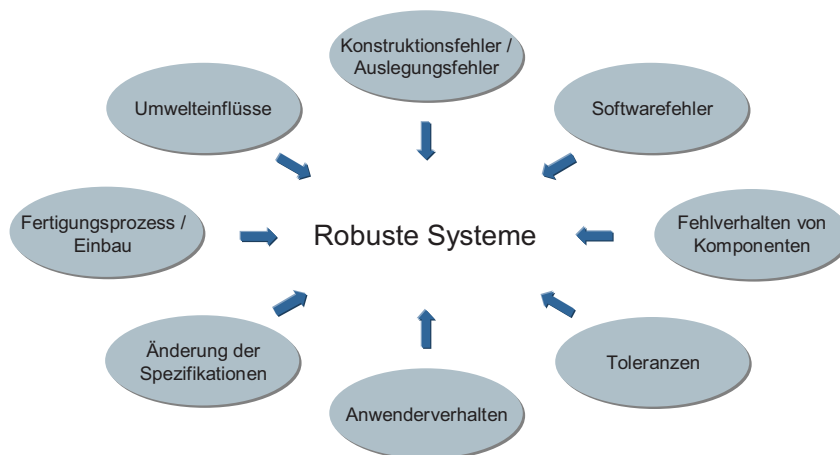 Konstruktionsfehler /
Auslegungsfehler
Umwelteinflüsse
Softwarefehler
Fertigungsprozess /
Einbau
Robuste Systeme
Fehlverhalten von
Komponenten
Änderung der
Spezifikationen
Toleranzen
Anwenderverhalten